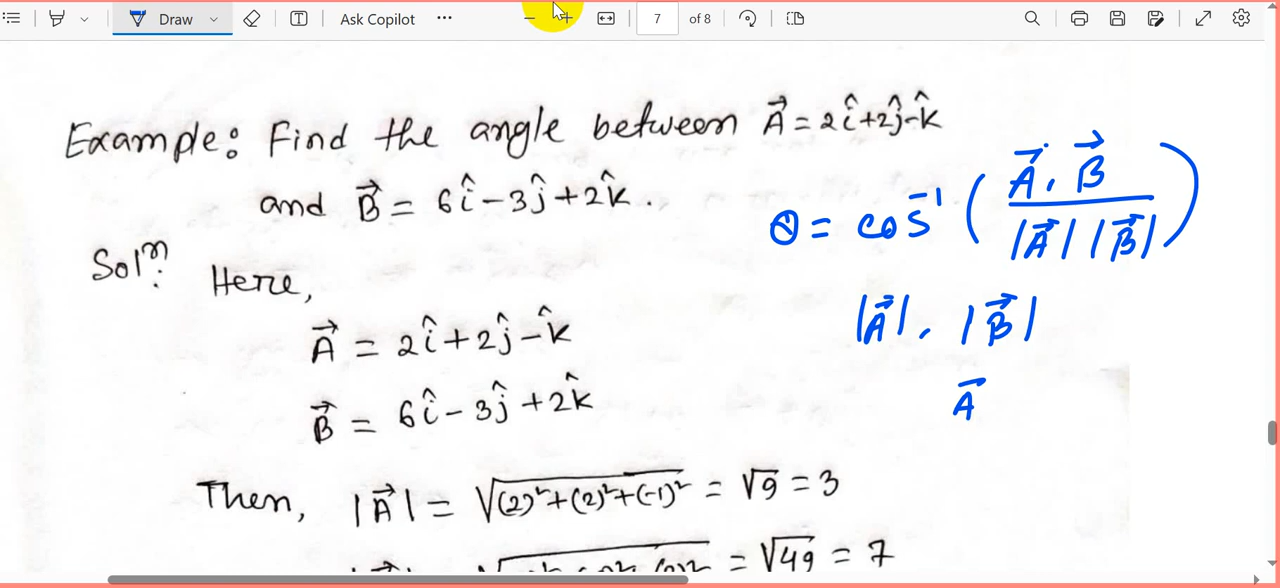 Draw
Ask Copilot
7 of 8
Example: Find the angle between A⃗ = 2î+2ĵ-k̂
and B⃗ = 6î-3ĵ+2k̂.
θ = cos⁻¹ ( A⃗ . B⃗ / |A⃗| |B⃗| )
Solⁿ:
Here,
|A⃗| . |B⃗|
A⃗ = 2î+2ĵ-k̂
A⃗
B⃗ = 6î-3ĵ+2k̂
Then, |A⃗| = √(2)²+(2)²+(-1)² = √9 = 3
= √49 = 7